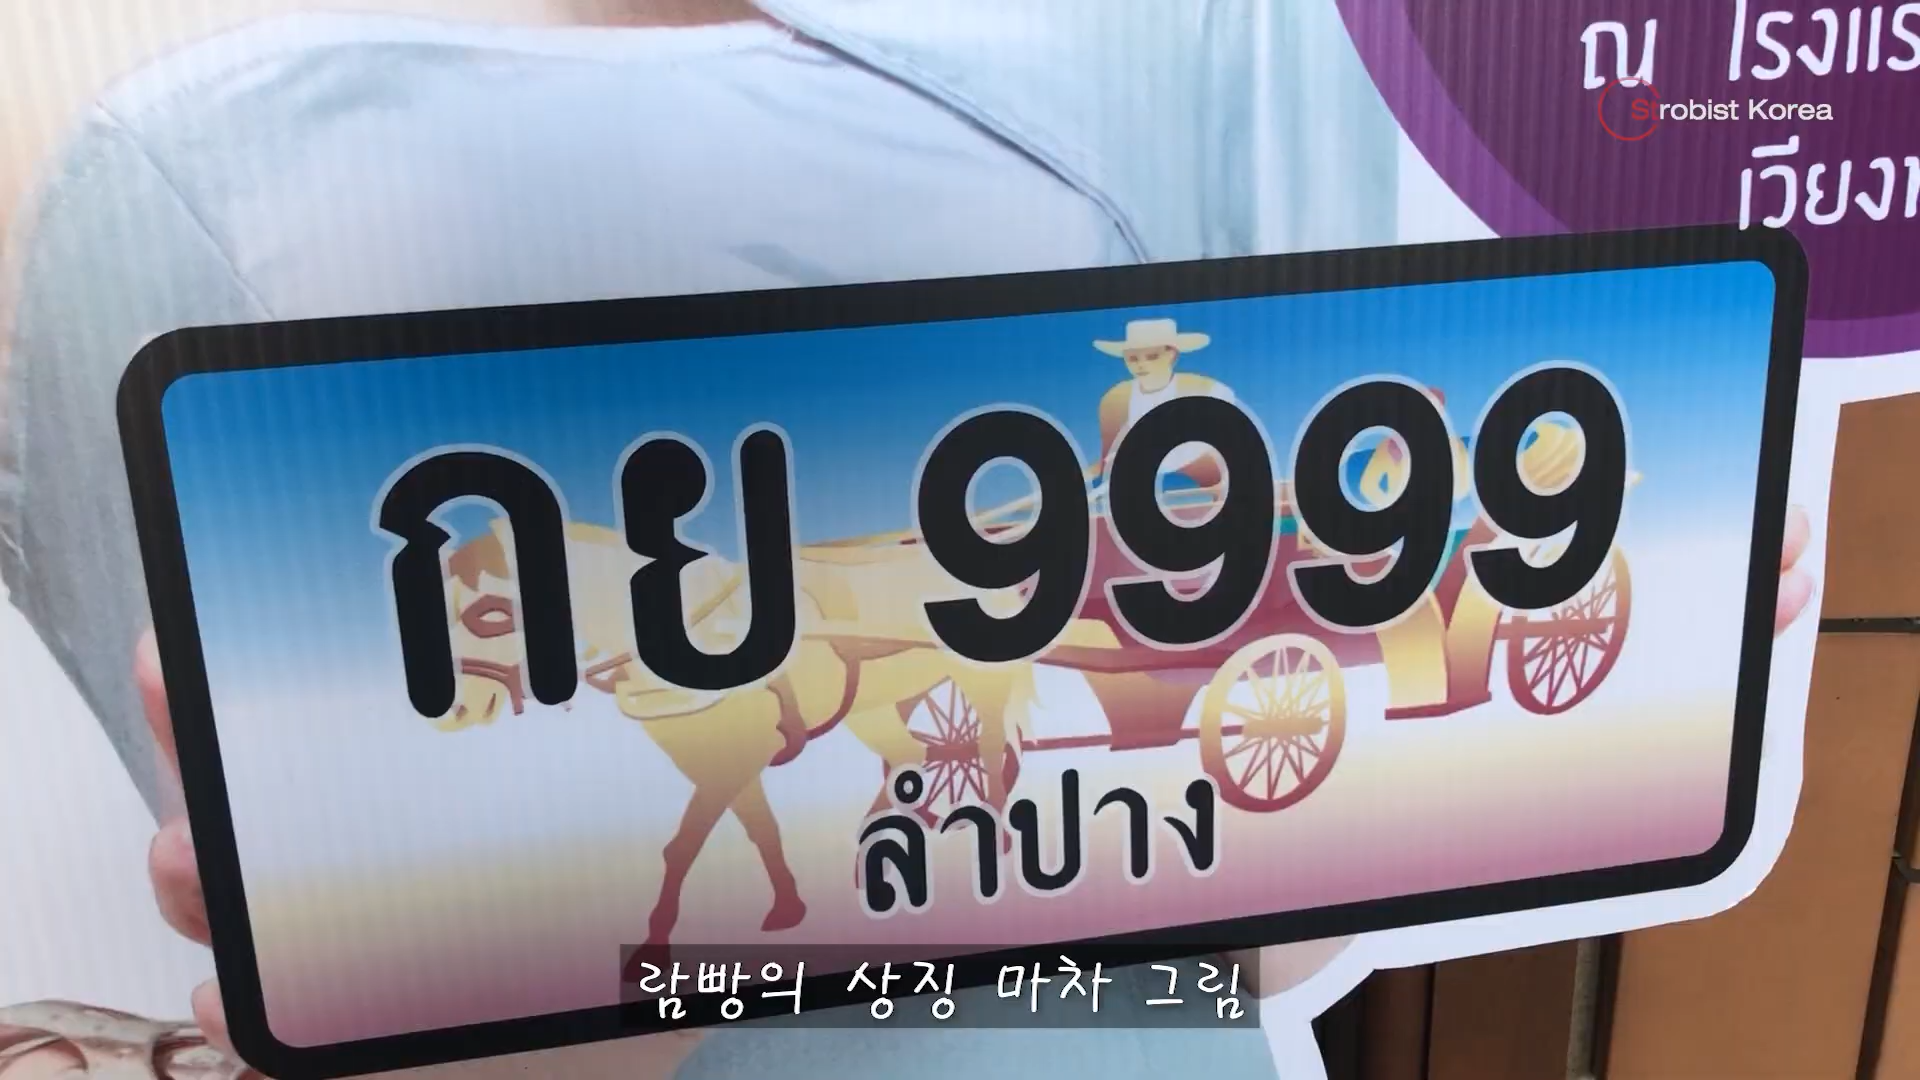 ณ โรงแร
Strobist Korea
เวียง
กย 9999
ลำปาง
람빵의 상징 마차 그림